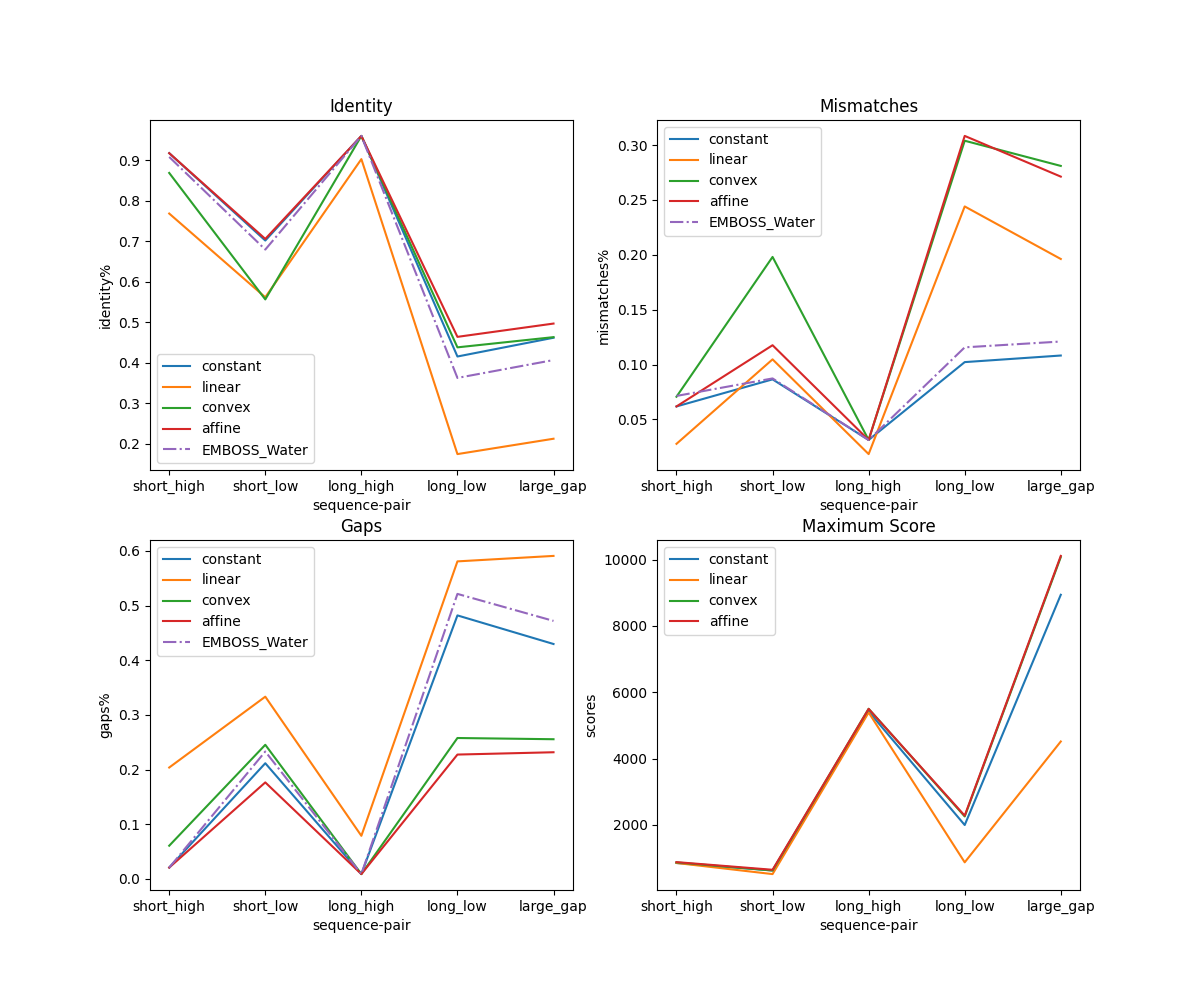 Identity
identity%
0.9
0.8
0.7
0.6
0.5
0.4
0.3
0.2
constant
linear
convex
affine
EMBOSS_Water
short_high short_low long_high long_low large_gap
sequence-pair
Mismatches
mismatches%
0.30
0.25
0.20
0.15
0.10
0.05
constant
linear
convex
affine
EMBOSS_Water
short_high short_low long_high long_low large_gap
sequence-pair
Gaps
gaps%
0.6
0.5
0.4
0.3
0.2
0.1
0.0
constant
linear
convex
affine
EMBOSS_Water
short_high short_low long_high long_low large_gap
sequence-pair
Maximum Score
scores
10000
8000
6000
4000
2000
constant
linear
convex
affine
short_high short_low long_high long_low large_gap
sequence-pair